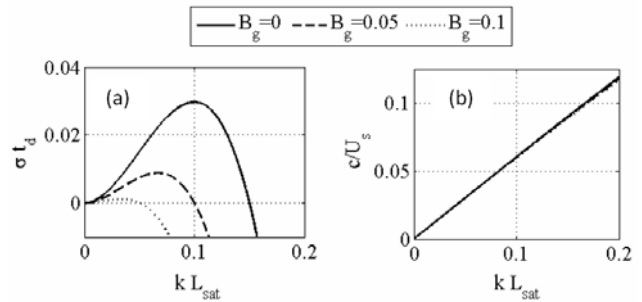 B_g=0 B_g=0.05 B_g=0.1
0.04
0.02
0
σ t_d
(a)
0 0.1 0.2
k L_sat
0.1
0.05
0
c/U_s
(b)
0 0.1 0.2
k L_sat